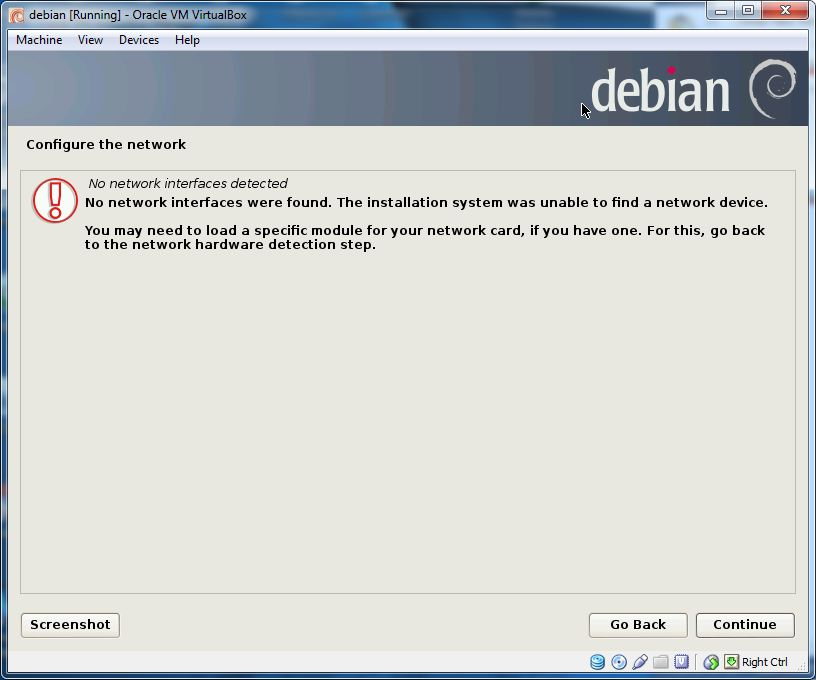 debian [Running] - Oracle VM VirtualBox
Machine View Devices Help
debian
Configure the network
No network interfaces detected
No network interfaces were found. The installation system was unable to find a network device.
You may need to load a specific module for your network card, if you have one. For this, go back
to the network hardware detection step.
Screenshot Go Back Continue
Right Ctrl